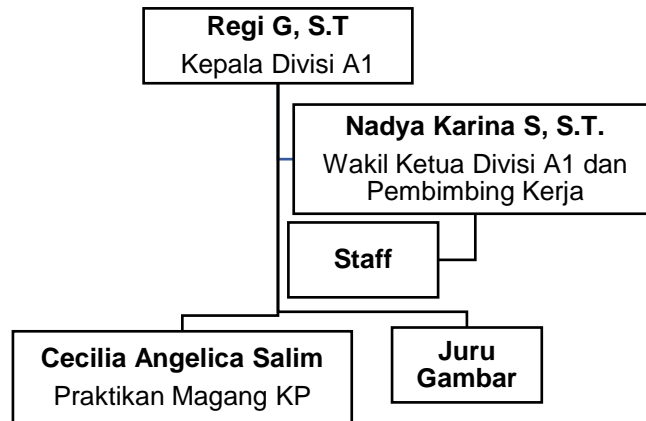 Regi G, S.T
Kepala Divisi A1
Nadya Karina S, S.T.
Wakil Ketua Divisi A1 dan
Pembimbing Kerja
Staff
Cecilia Angelica Salim
Praktikan Magang KP
Juru
Gambar